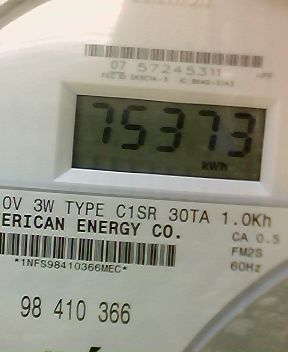 07 57245311
75373
kWh
0V 3W TYPE C1SR 30TA 1.0Kh
ERICAN ENERGY CO.
CA 0.5
FM2S
60Hz
*1NFS98410366MEC*
98 410 366